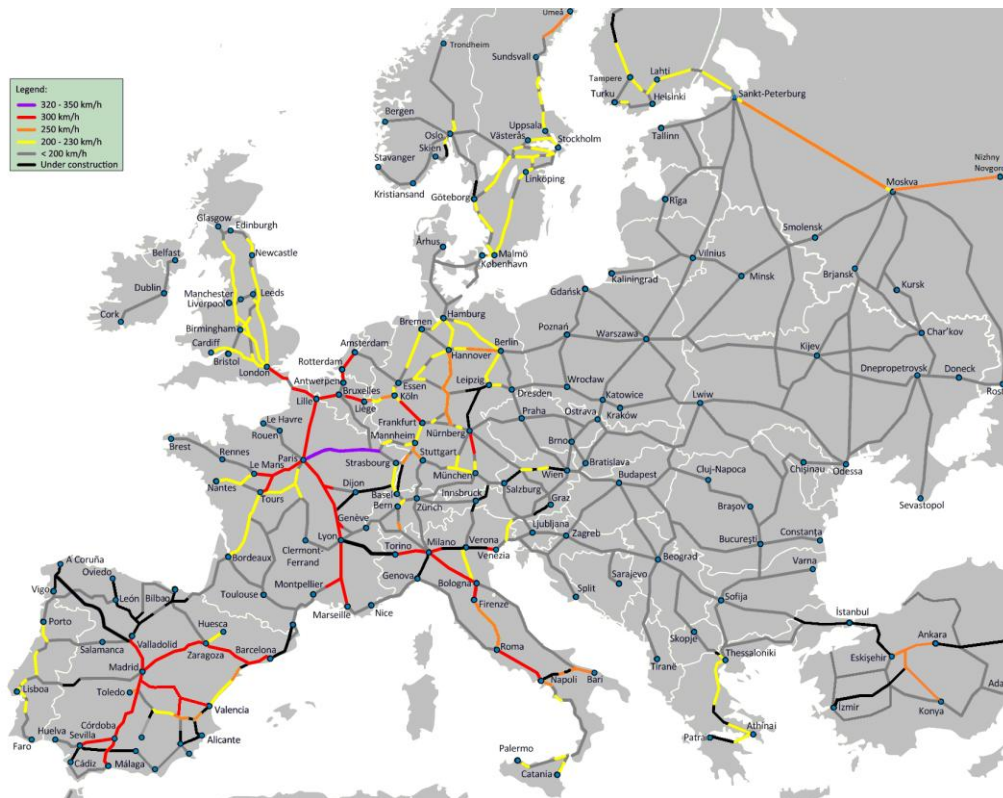 Umeå
Trondheim
Sundsvall
Legend:
320 - 350 km/h
300 km/h
250 km/h
200 - 230 km/h
< 200 km/h
Under construction
Tampere
Lahti
Turku
Helsinki
Sankt-Peterburg
Bergen
Oslo
Uppsala
Västerås
Stockholm
Skien
Tallinn
Stavanger
Linköping
Kristiansand
Göteborg
Nizhny
Novgoro
Moskva
Rīga
Glasgow
Edinburgh
Smolensk
Belfast
Newcastle
Århus
Malmö
København
Vilnius
Minsk
Kaliningrad
Brjansk
Kursk
Dublin
Manchester
Liverpool
Leeds
Gdańsk
Cork
Birmingham
Hamburg
Bremen
Char'kov
Cardiff
Bristol
Amsterdam
Hannover
Berlin
Poznań
Warszawa
Kijev
London
Rotterdam
Antwerpen
Bruxelles
Essen
Köln
Leipzig
Dresden
Wrocław
Dnepropetrovsk
Doneck
Ros
Lille
Liège
Katowice
Kraków
Lwiw
Le Havre
Rouen
Frankfurt
Mannheim
Nürnberg
Praha
Ostrava
Brest
Rennes
Le Mans
Paris
Strasbourg
Stuttgart
Brno
Nantes
Tours
Dijon
Basel
Bern
München
Zürich
Innsbruck
Salzburg
Wien
Bratislava
Budapest
Cluj-Napoca
Chișinau
Odessa
Graz
Sevastopol
Genève
Lyon
Clermont-
Ferrand
Torino
Milano
Verona
Venezia
Ljubljana
Zagreb
Brașov
București
Constanța
Bordeaux
Genova
Bologna
Beograd
Varna
A Coruña
Oviedo
Vigo
León
Bilbao
Toulouse
Montpellier
Marseille
Nice
Firenze
Split
Sarajevo
Sofija
Porto
Valladolid
Salamanca
Huesca
Zaragoza
Barcelona
Roma
Skopje
Tiranë
Thessaloniki
İstanbul
Ankara
Eskişehir
Madrid
Toledo
Napoli
Bari
Lisboa
Valencia
İzmir
Konya
Ada
Faro
Huelva
Sevilla
Córdoba
Alicante
Cádiz
Málaga
Palermo
Catania
Patra
Athínai